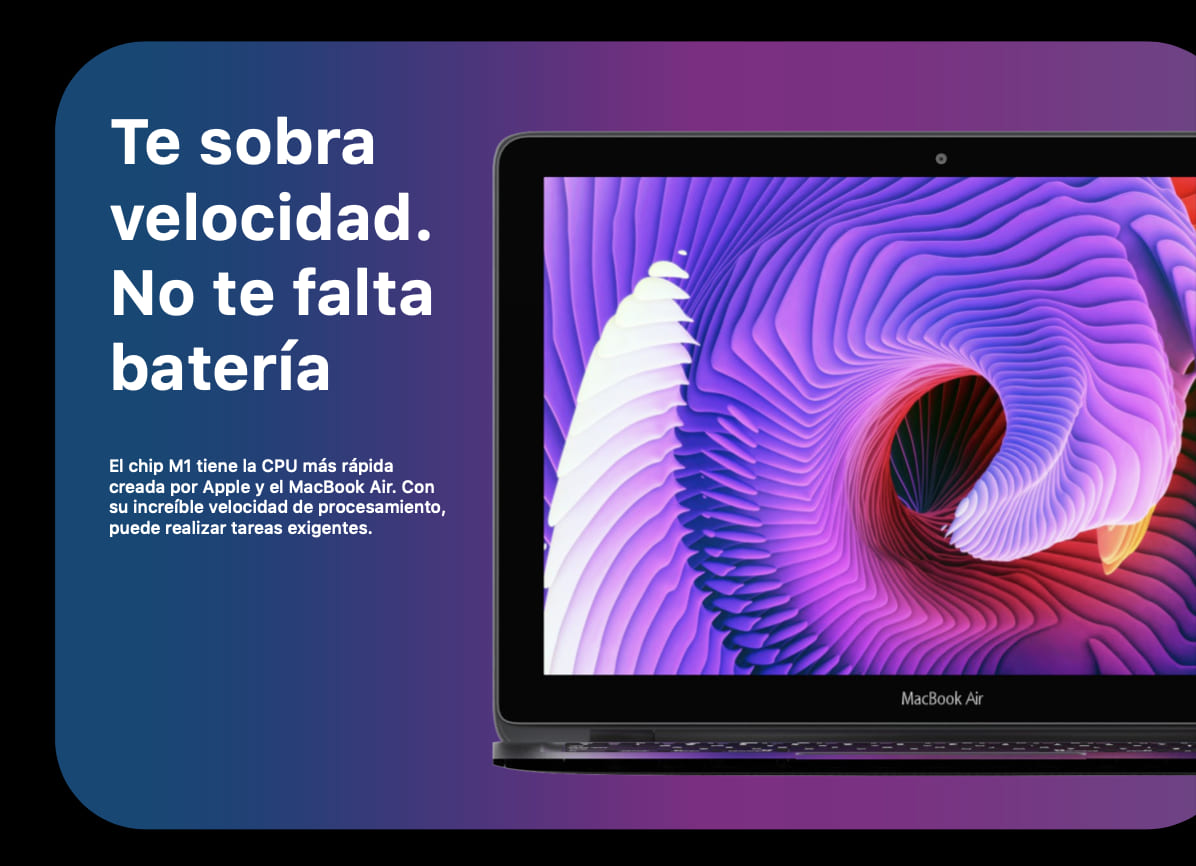 Te sobra
velocidad.
No te falta
batería
El chip M1 tiene la CPU más rápida
creada por Apple y el MacBook Air. Con
su increíble velocidad de procesamiento,
puede realizar tareas exigentes.
MacBook Air